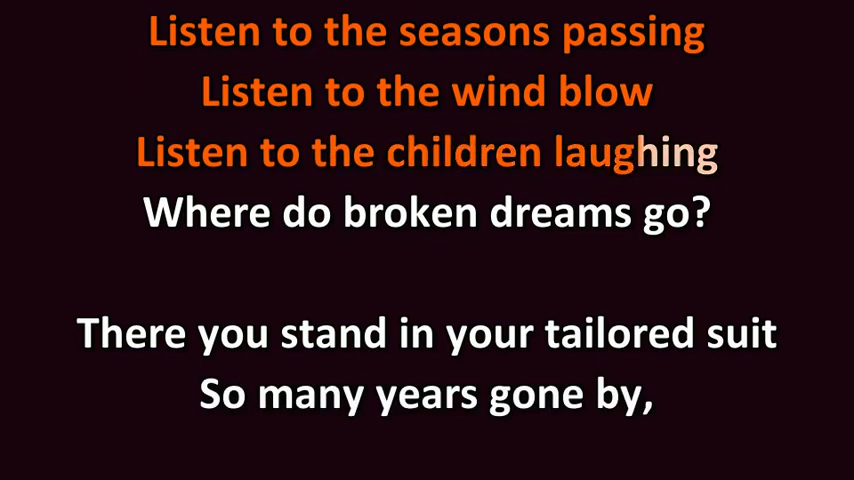 Listen to the seasons passing
Listen to the wind blow
Listen to the children laughing
Where do broken dreams go?
There you stand in your tailored suit
So many years gone by,